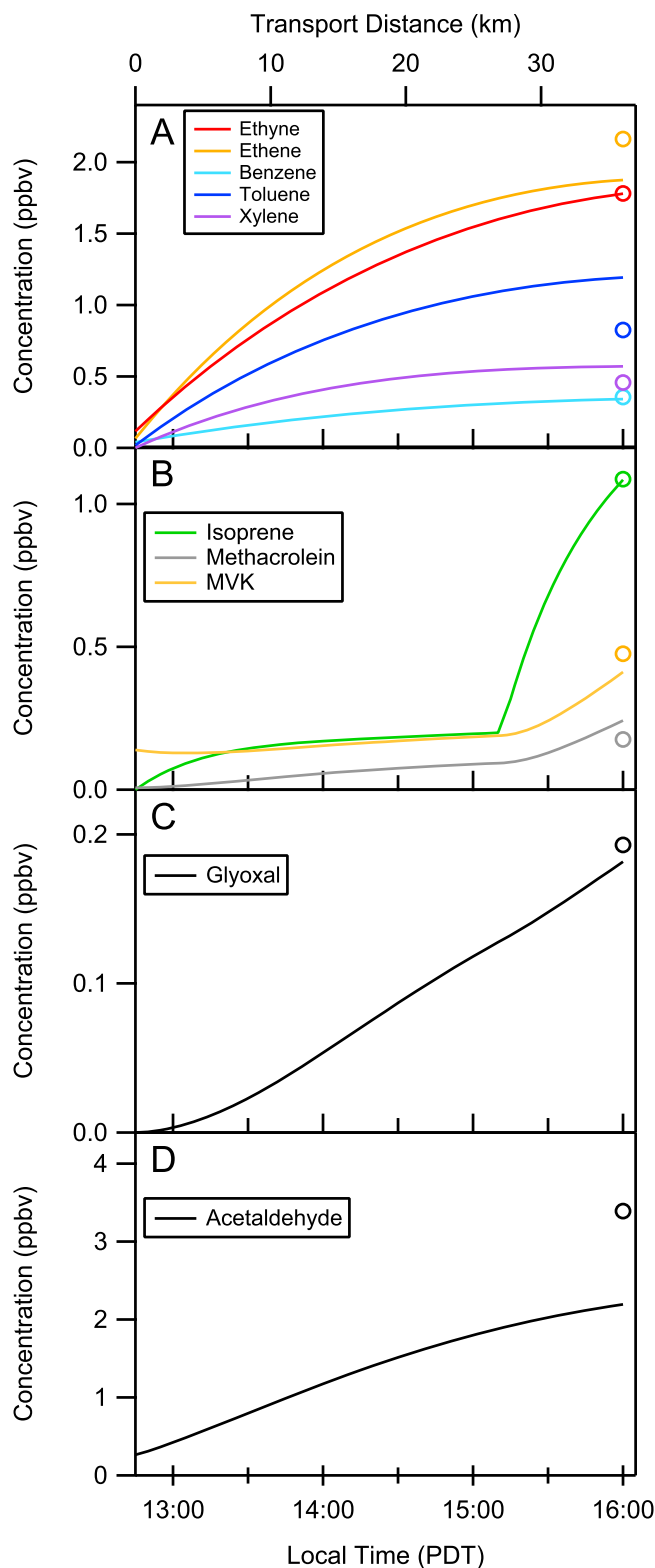 Transport Distance (km)
0 10 20 30
A
Ethyne
Ethene
Benzene
Toluene
Xylene
2.0
1.5
1.0
0.5
0.0
Concentration (ppbv)
B
Isoprene
Methacrolein
MVK
1.0
0.5
0.0
Concentration (ppbv)
C
Glyoxal
0.2
0.1
0.0
Concentration (ppbv)
D
Acetaldehyde
4
3
2
1
0
Concentration (ppbv)
13:00 14:00 15:00 16:00
Local Time (PDT)